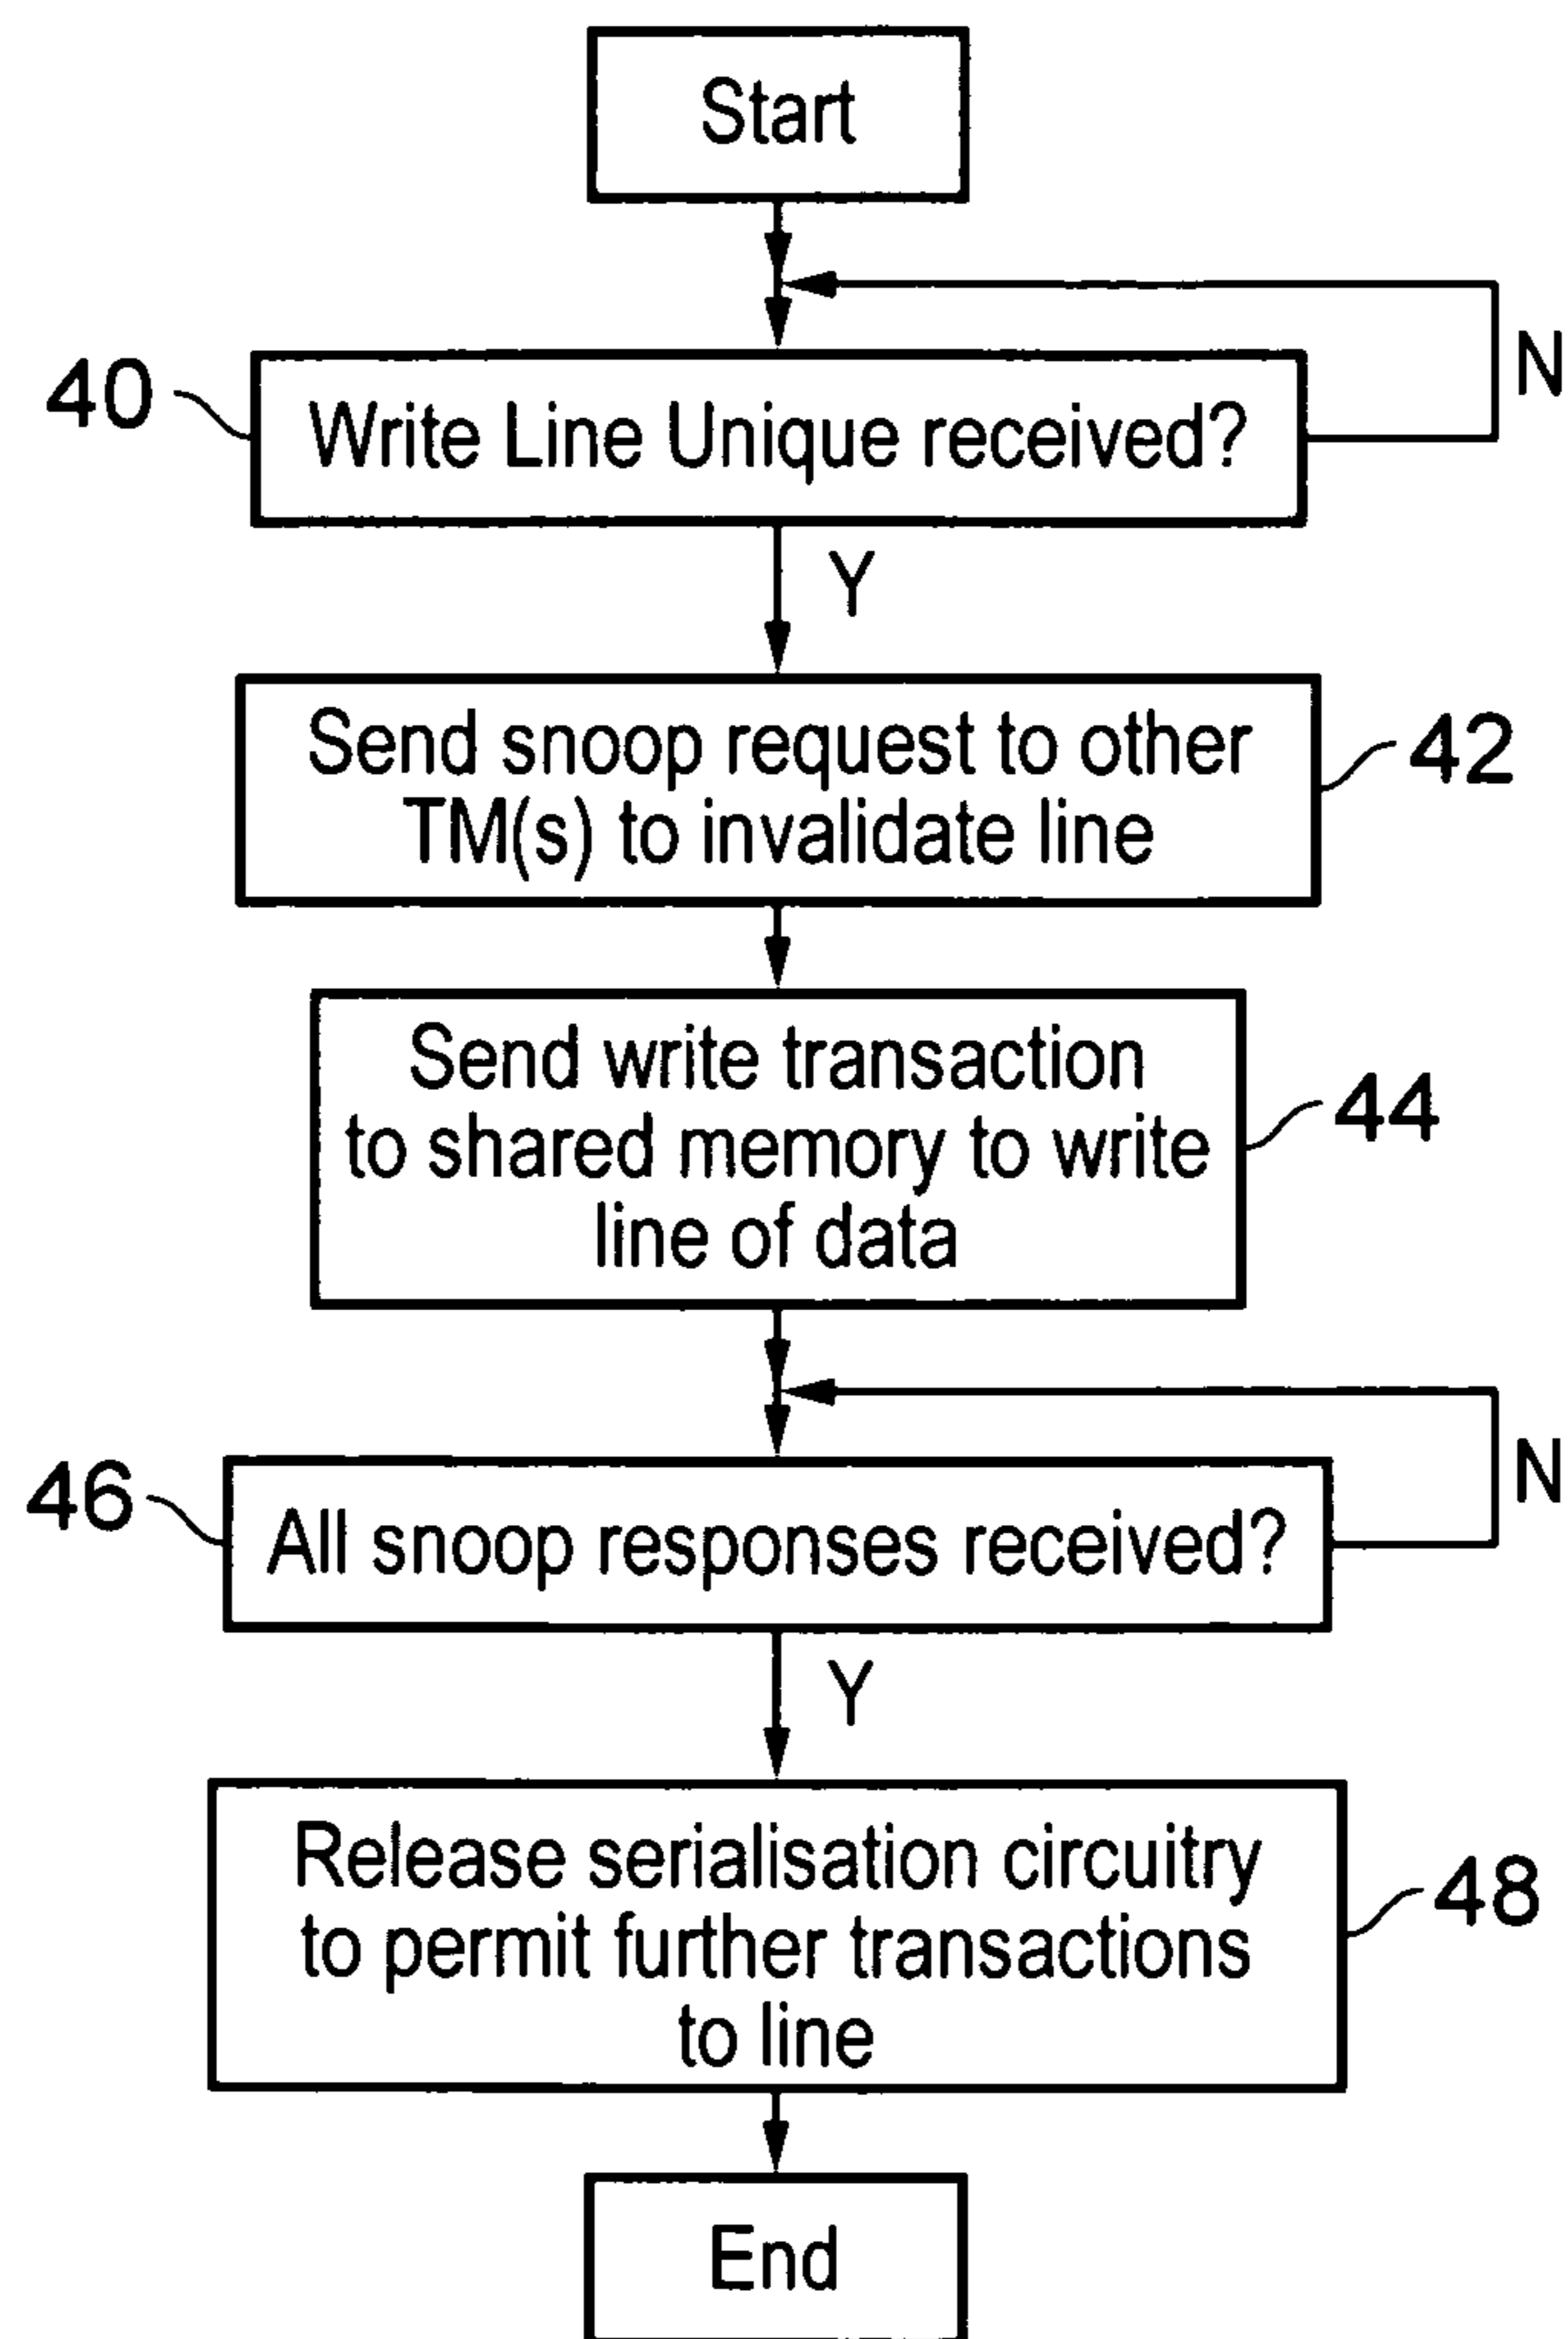 Start
N
40
Write Line Unique received?
Y
Send snoop request to other
TM(s) to invalidate line
42
Send write transaction
to shared memory to write
line of data
44
N
46
All snoop responses received?
Y
Release serialisation circuitry
to permit further transactions
to line
48
End